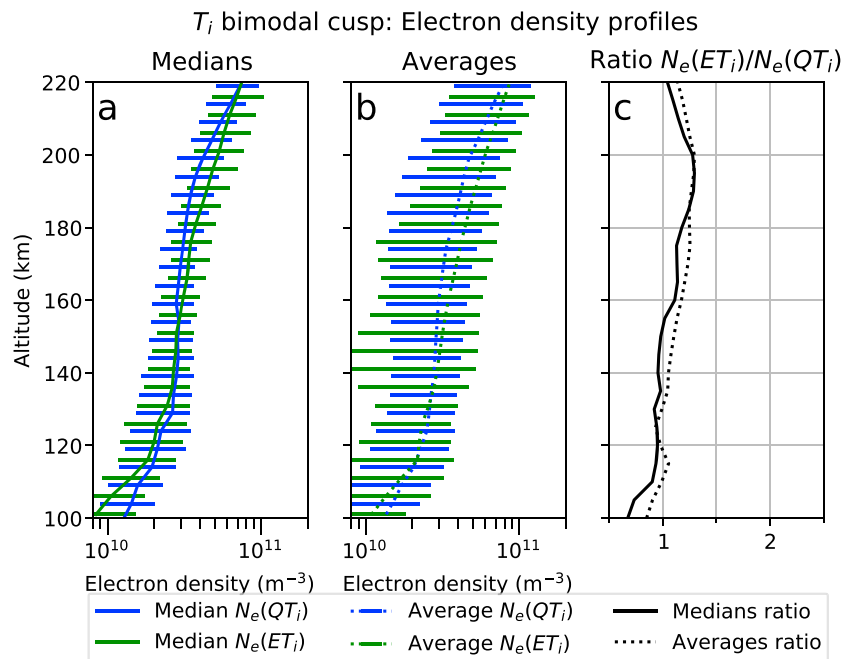 T_i bimodal cusp: Electron density profiles
Medians
Averages
Ratio N_e(ET_i)/N_e(QT_i)
a
b
c
220
200
180
160
140
120
100
Altitude (km)
10^10
10^11
10^10
10^11
1
2
Electron density (m^−3)
Electron density (m^−3)
Median N_e(QT_i)
Average N_e(QT_i)
Medians ratio
Median N_e(ET_i)
Average N_e(ET_i)
Averages ratio